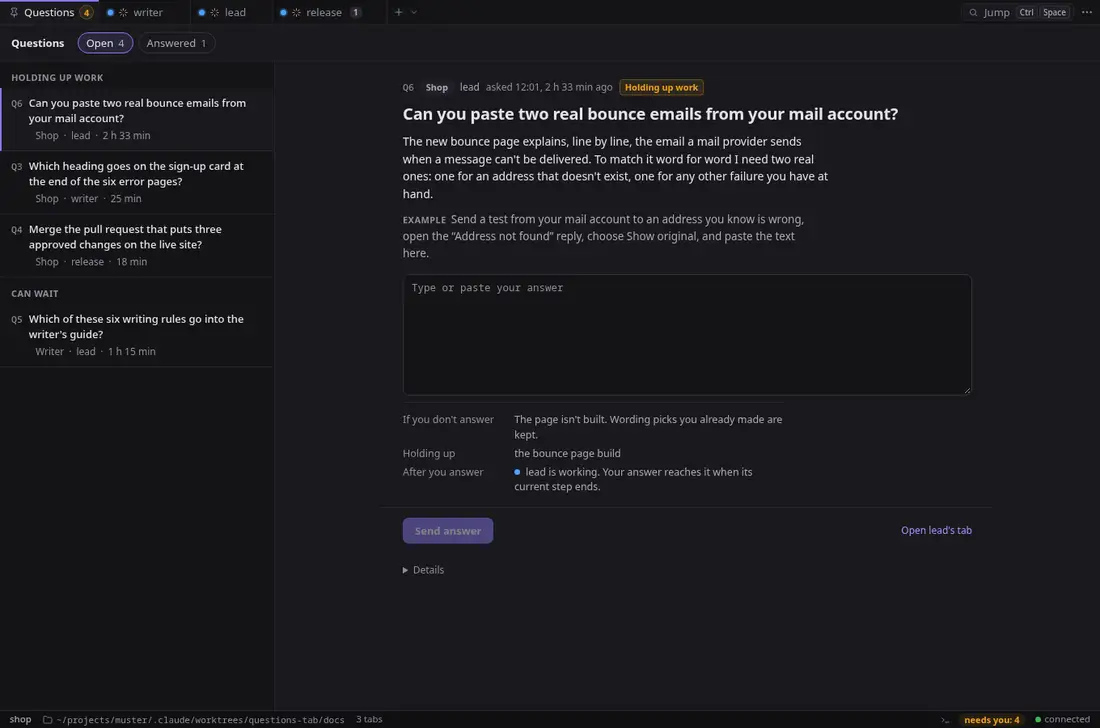 Questions 4 writer lead release 1 + Jump Ctrl Space
Questions Open 4 Answered 1
HOLDING UP WORK
Q6 Can you paste two real bounce emails from
your mail account?
Shop · lead · 2 h 33 min
Q3 Which heading goes on the sign-up card at
the end of the six error pages?
Shop · writer · 25 min
Q4 Merge the pull request that puts three
approved changes on the live site?
Shop · release · 18 min
CAN WAIT
Q5 Which of these six writing rules go into the
writer's guide?
Writer · lead · 1 h 15 min
Q6 Shop lead asked 12:01, 2 h 33 min ago Holding up work
Can you paste two real bounce emails from your mail account?
The new bounce page explains, line by line, the email a mail provider sends
when a message can't be delivered. To match it word for word I need two real
ones: one for an address that doesn't exist, one for any other failure you have at
hand.
EXAMPLE Send a test from your mail account to an address you know is wrong,
open the “Address not found” reply, choose Show original, and paste the text
here.
Type or paste your answer
If you don't answer The page isn't built. Wording picks you already made are
kept.
Holding up the bounce page build
After you answer lead is working. Your answer reaches it when its
current step ends.
Send answer Open lead's tab
Details
shop ~/projects/muster/.claude/worktrees/questions-tab/docs 3 tabs needs you: 4 connected